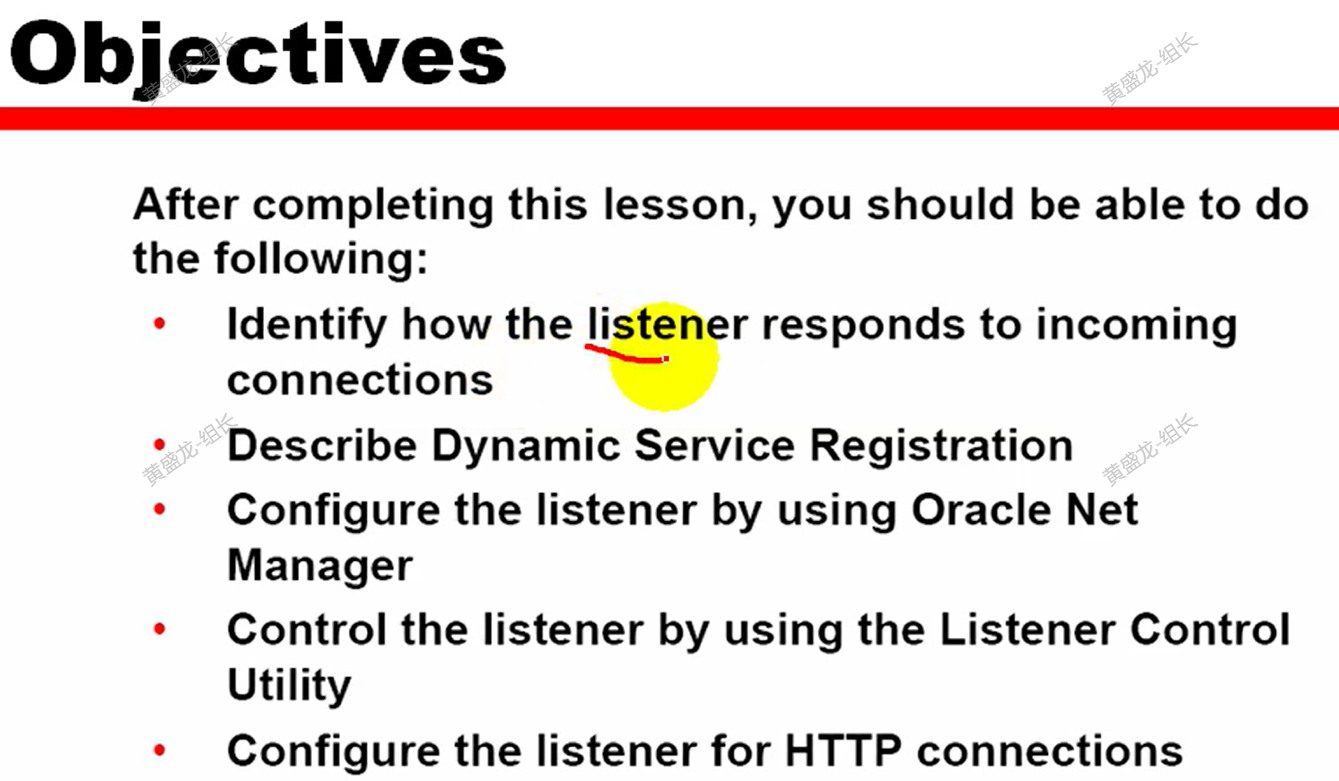 Objectives
黄盛龙-组长
黄盛龙-组长
After completing this lesson, you should be able to do
the following:
• Identify how the listener responds to incoming
connections
• Describe Dynamic Service Registration
黄盛龙-组长
黄盛龙-组长
• Configure the listener by using Oracle Net
Manager
• Control the listener by using the Listener Control
Utility
• Configure the listener for HTTP connections